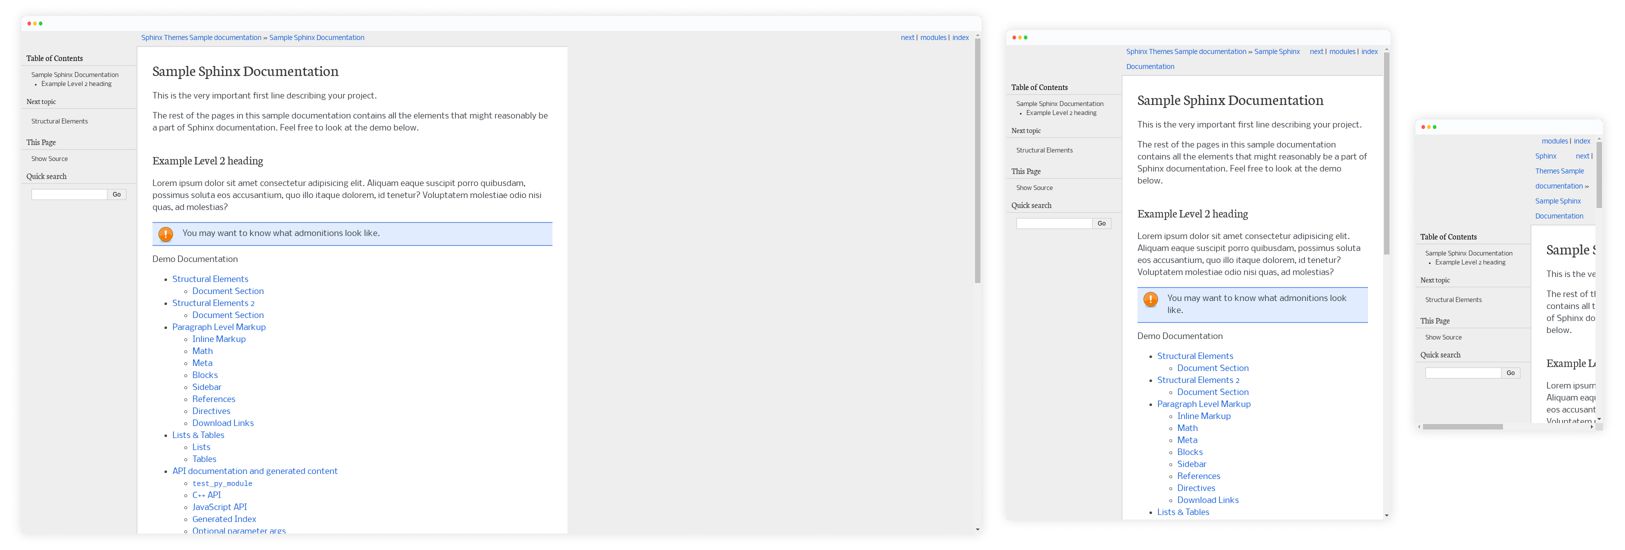 Sphinx Themes Sample documentation » Sample Sphinx Documentation
next | modules | index
Table of Contents
Sample Sphinx Documentation
Example Level 2 heading
Next topic
Structural Elements
This Page
Show Source
Quick search
Go
Sample Sphinx Documentation
This is the very important first line describing your project.
The rest of the pages in this sample documentation contains all the elements that might reasonably be
a part of Sphinx documentation. Feel free to look at the demo below.
Example Level 2 heading
Lorem ipsum dolor sit amet consectetur adipisicing elit. Aliquam eaque suscipit porro quibusdam,
possimus soluta eos accusantium, quo illo itaque dolorem, id tenetur? Voluptatem molestiae odio nisi
quas, ad molestias?
You may want to know what admonitions look like.
Demo Documentation
Structural Elements
Document Section
Structural Elements 2
Document Section
Paragraph Level Markup
Inline Markup
Math
Meta
Blocks
Sidebar
References
Directives
Download Links
Lists & Tables
Lists
Tables
API documentation and generated content
test_py_module
C++ API
JavaScript API
Generated Index
Optional parameter args
Sphinx Themes Sample documentation » Sample Sphinx
Documentation
next | modules | index
Table of Contents
Sample Sphinx Documentation
Example Level 2 heading
Next topic
Structural Elements
This Page
Show Source
Quick search
Go
Sample Sphinx Documentation
This is the very important first line describing your project.
The rest of the pages in this sample documentation
contains all the elements that might reasonably be a part of
Sphinx documentation. Feel free to look at the demo
below.
Example Level 2 heading
Lorem ipsum dolor sit amet consectetur adipisicing elit.
Aliquam eaque suscipit porro quibusdam, possimus soluta
eos accusantium, quo illo itaque dolorem, id tenetur?
Voluptatem molestiae odio nisi quas, ad molestias?
You may want to know what admonitions look
like.
Demo Documentation
Structural Elements
Document Section
Structural Elements 2
Document Section
Paragraph Level Markup
Inline Markup
Math
Meta
Blocks
Sidebar
References
Directives
Download Links
Lists & Tables
modules | index
Sphinx next |
Themes Sample
documentation »
Sample Sphinx
Documentation
Table of Contents
Sample Sphinx Documentation
Example Level 2 heading
Next topic
Structural Elements
This Page
Show Source
Quick search
Go
Sample S
This is the ve
The rest of t
contains all t
of Sphinx do
below.
Example L
Lorem ipsum
Aliquam eaq
eos accusant
Voluptatem